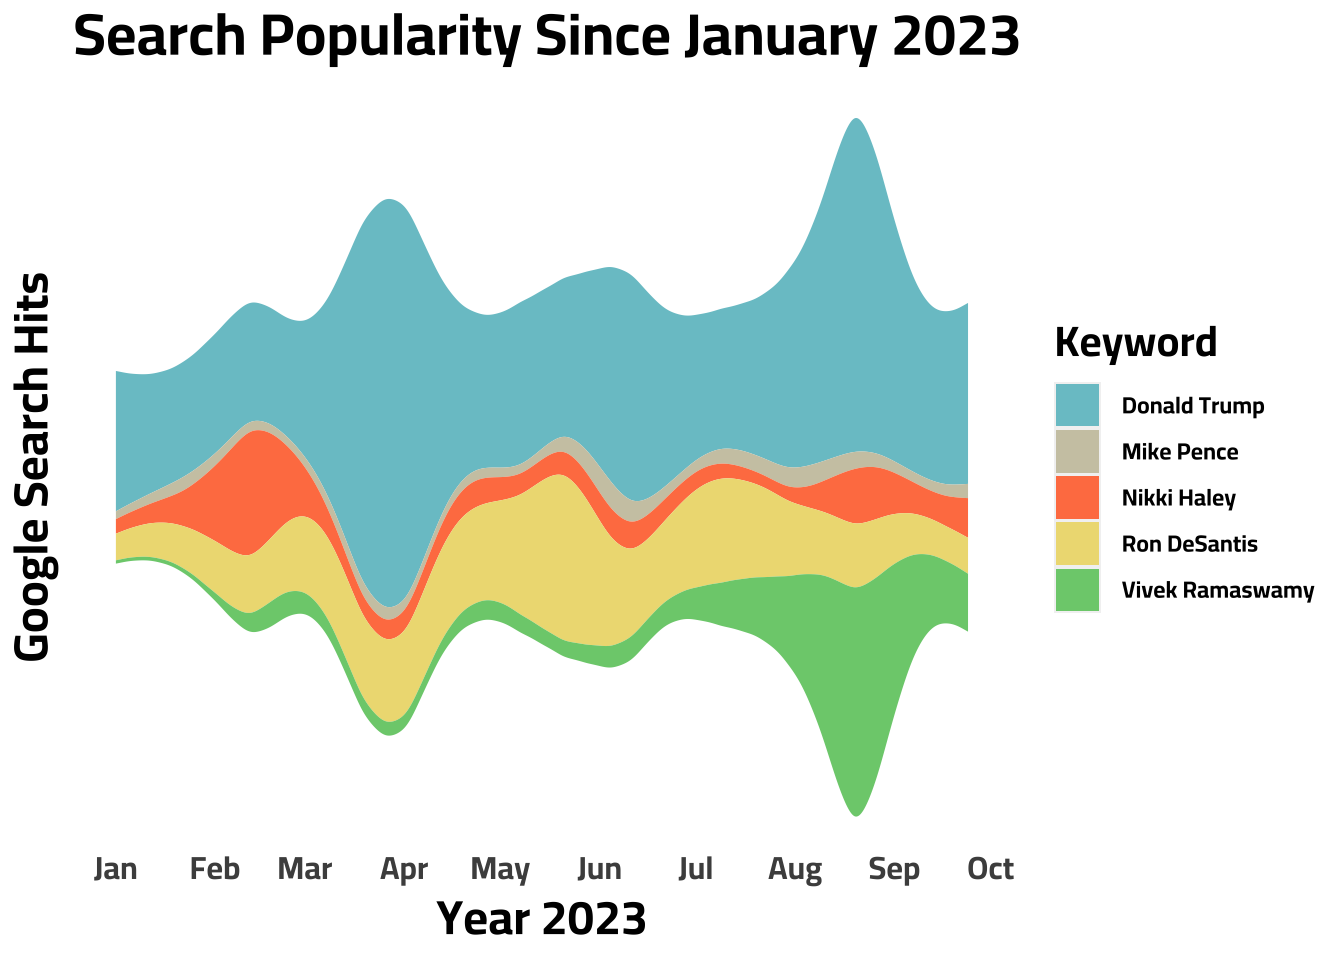 Search Popularity Since January 2023
Google Search Hits
Keyword
Donald Trump
Mike Pence
Nikki Haley
Ron DeSantis
Vivek Ramaswamy
Jan Feb Mar Apr May Jun Jul Aug Sep Oct
Year 2023